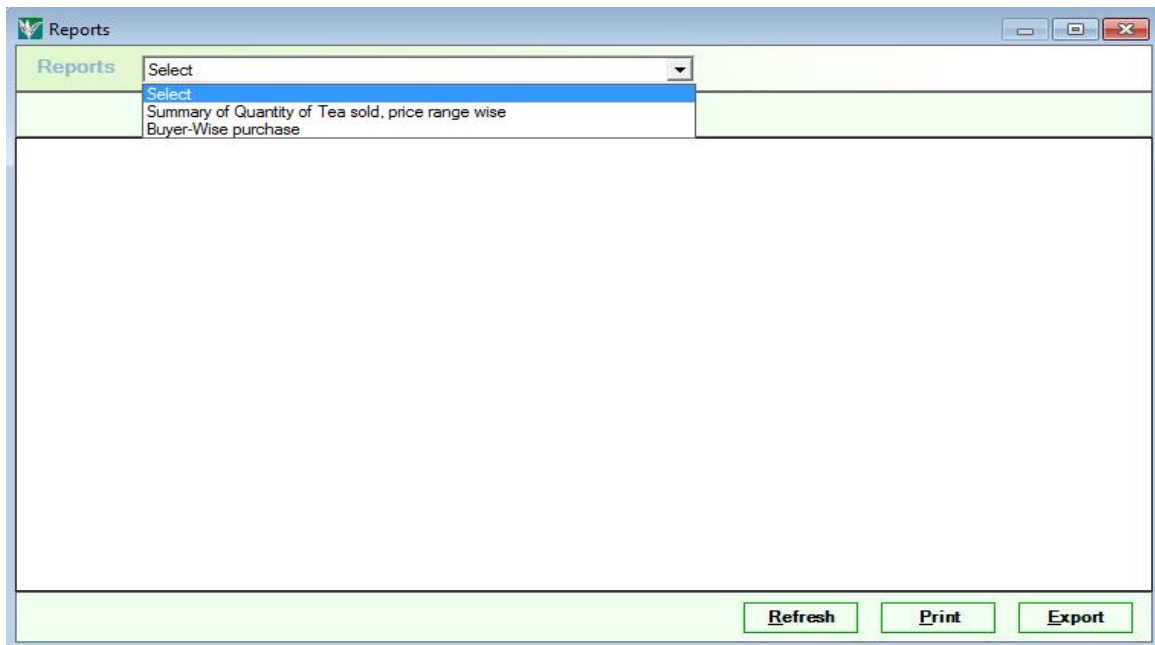 Reports
Reports Select
Select
Summary of Quantity of Tea sold, price range wise
Buyer-Wise purchase
Refresh Print Export